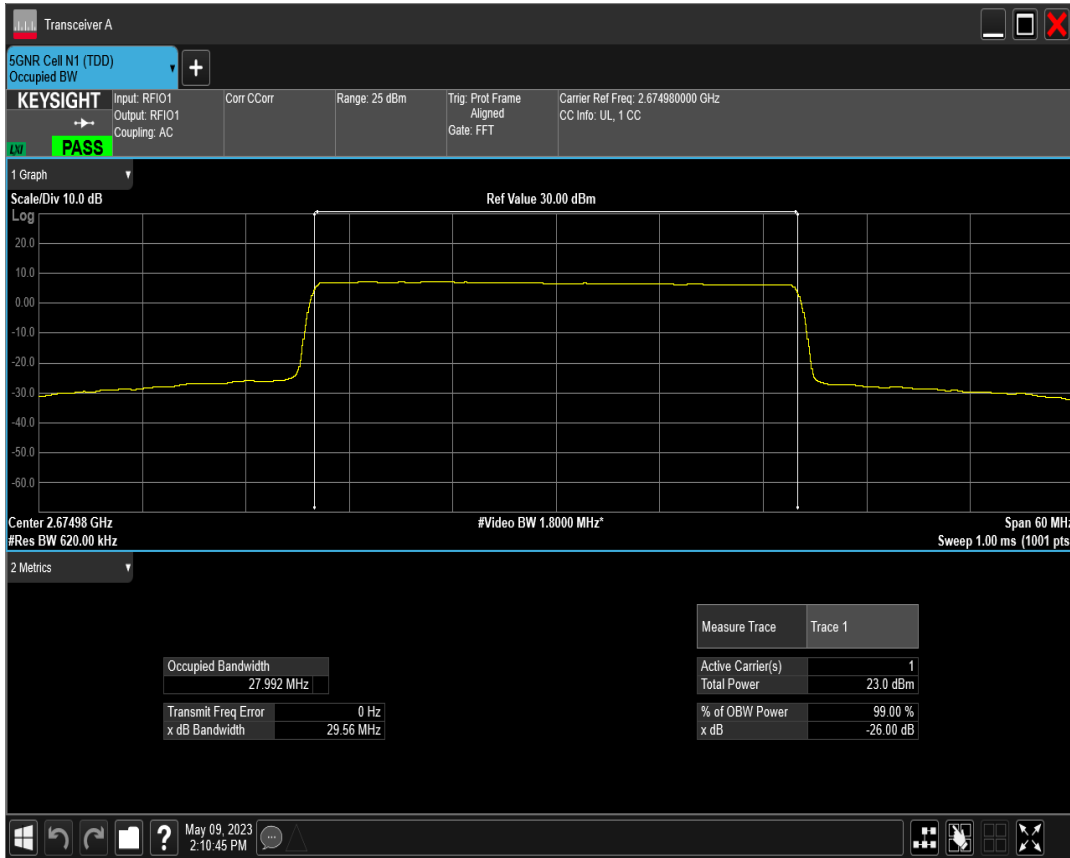 Transceiver A
5GNR Cell N1 (TDD)
Occupied BW
KEYSIGHT
LXI
PASS
Input: RFIO1
Output: RFIO1
Coupling: AC
Corr CCorr
Range: 25 dBm
Trig: Prot Frame
Aligned
Gate: FFT
Carrier Ref Freq: 2.674980000 GHz
CC Info: UL, 1 CC
1 Graph
Scale/Div 10.0 dB
Ref Value 30.00 dBm
Log
20.0
10.0
0.00
-10.0
-20.0
-30.0
-40.0
-50.0
-60.0
Center 2.67498 GHz
#Video BW 1.8000 MHz*
Span 60 MHz
#Res BW 620.00 kHz
Sweep 1.00 ms (1001 pts
2 Metrics
Measure Trace Trace 1
Occupied Bandwidth
27.992 MHz
Active Carrier(s) 1
Total Power 23.0 dBm
Transmit Freq Error 0 Hz
x dB Bandwidth 29.56 MHz
% of OBW Power 99.00 %
x dB -26.00 dB
?
May 09, 2023
2:10:45 PM